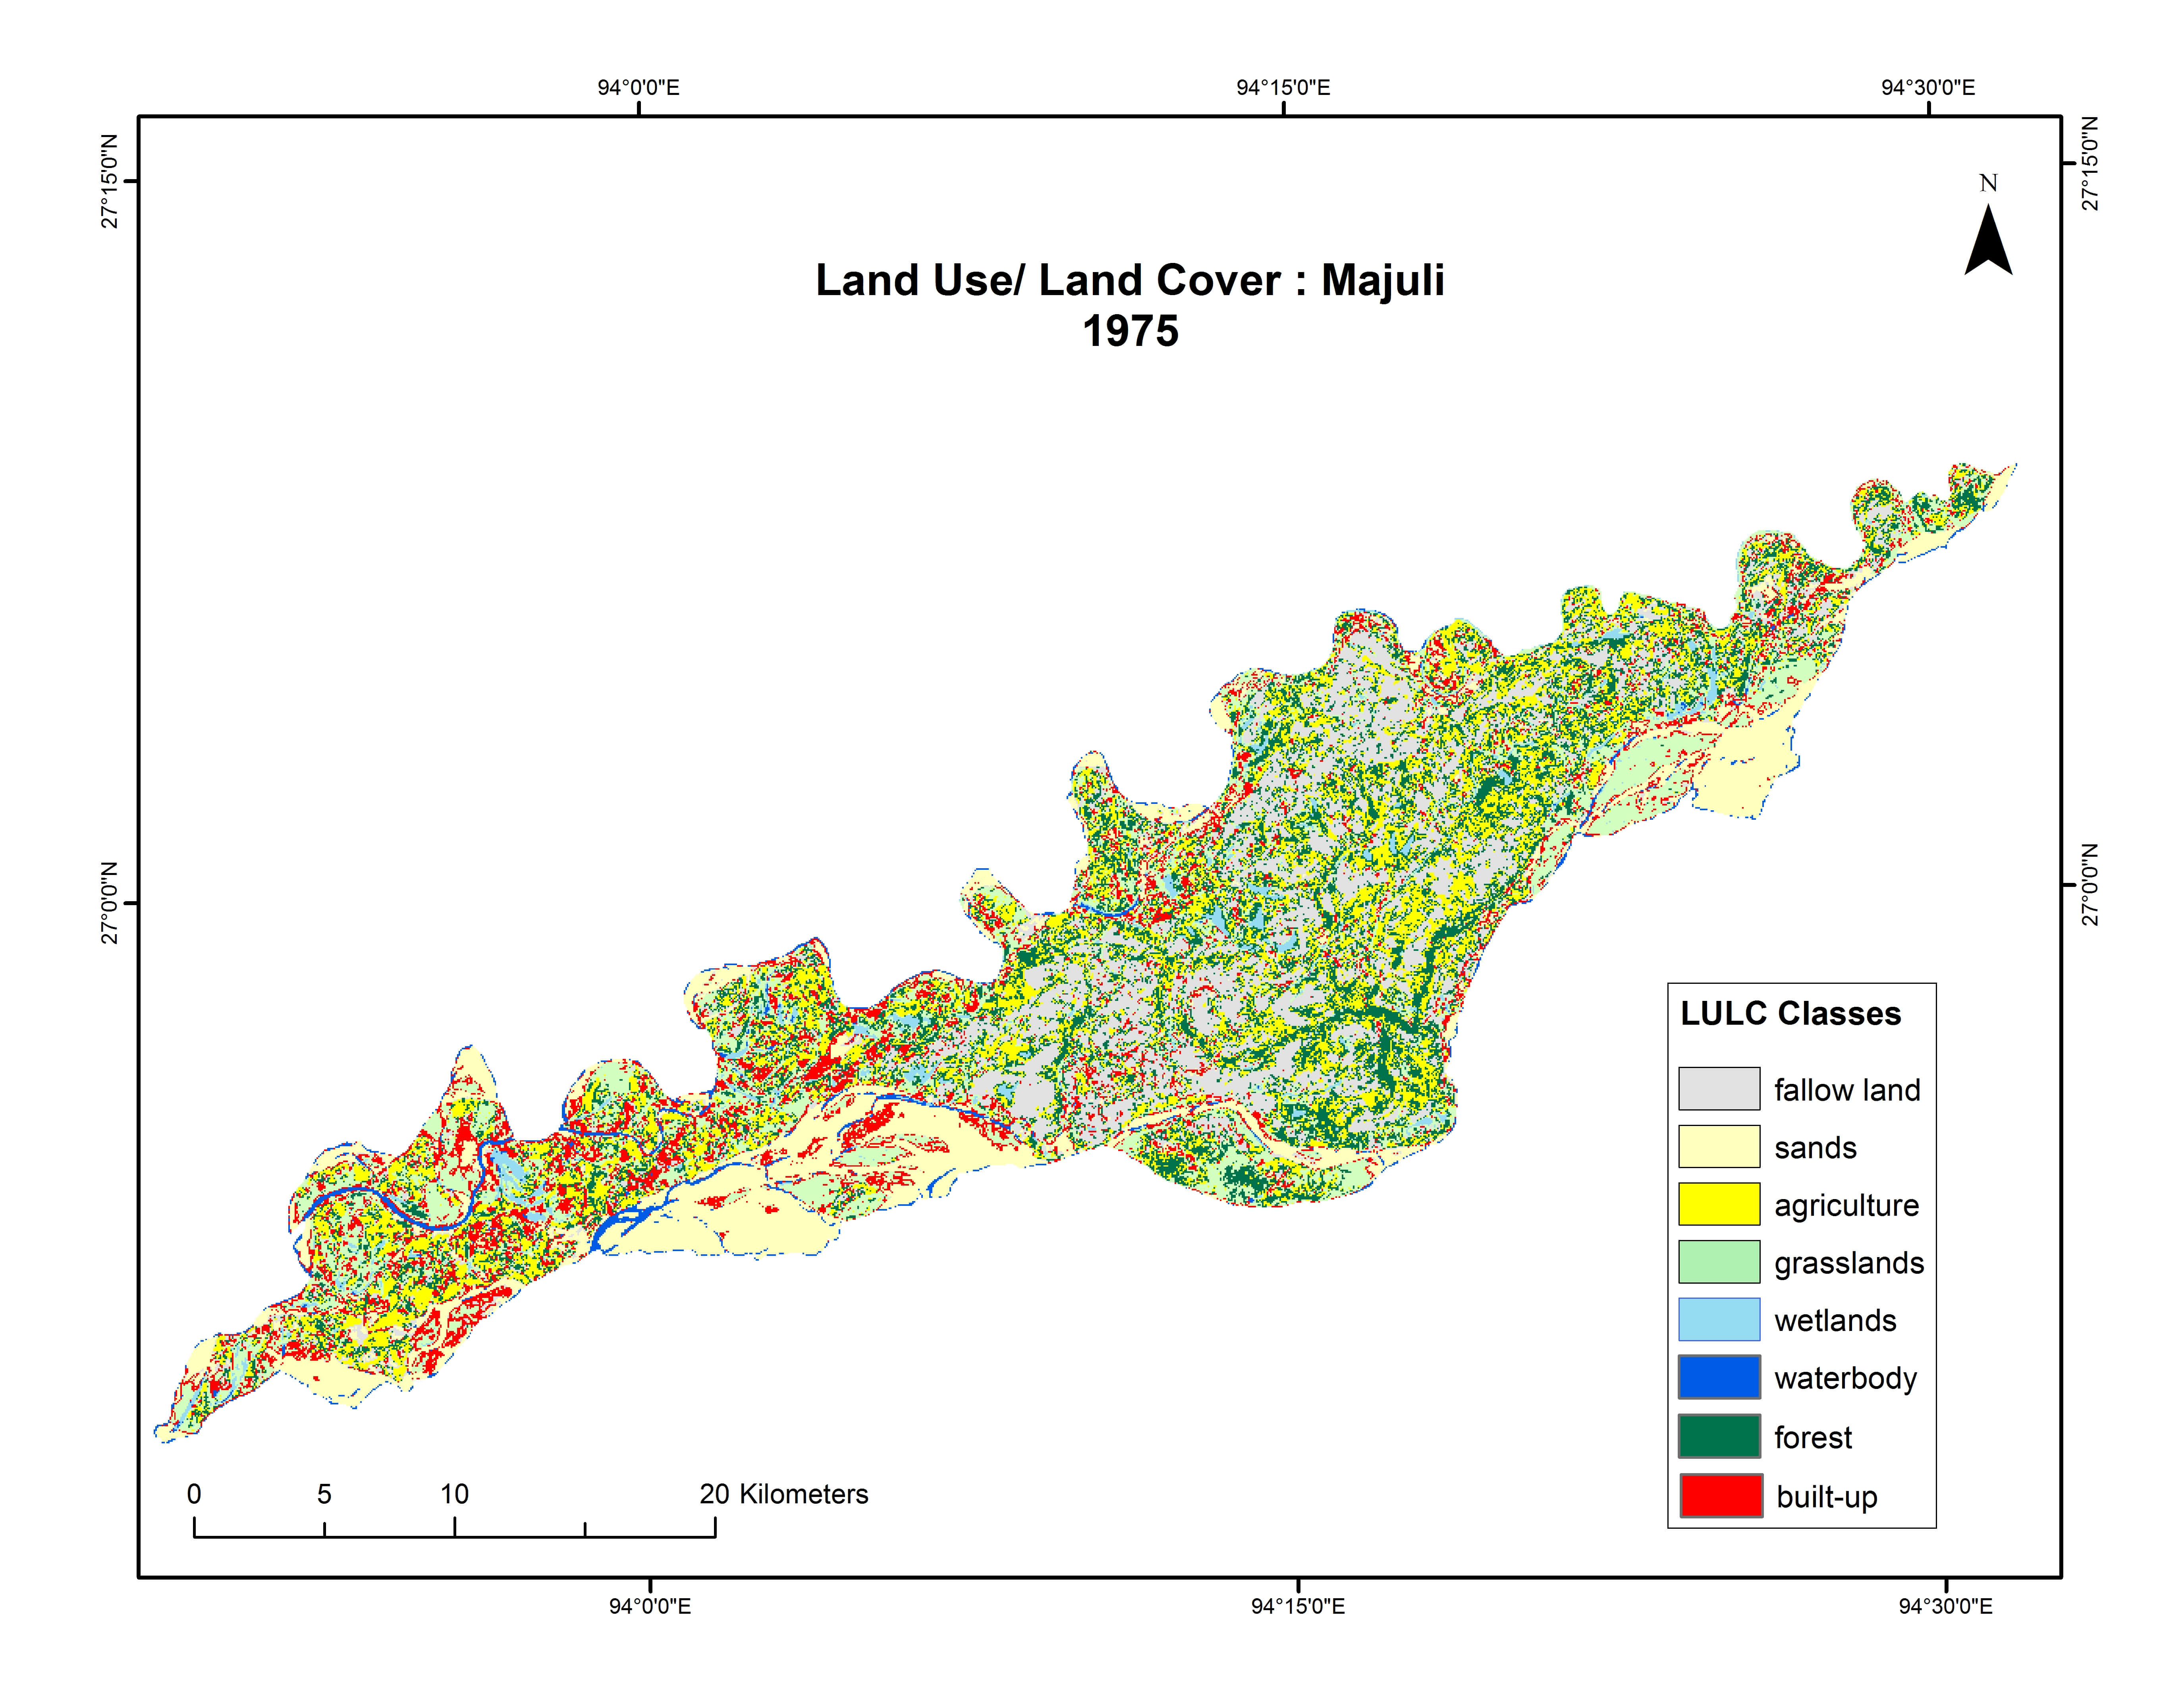 94°0'0"E
94°15'0"E
94°30'0"E
27°15'0"N
27°15'0"N
N
Land Use/ Land Cover : Majuli
1975
27°0'0"N
27°0'0"N
LULC Classes
fallow land
sands
agriculture
grasslands
wetlands
waterbody
forest
built-up
0 5 10 20 Kilometers
94°0'0"E
94°15'0"E
94°30'0"E